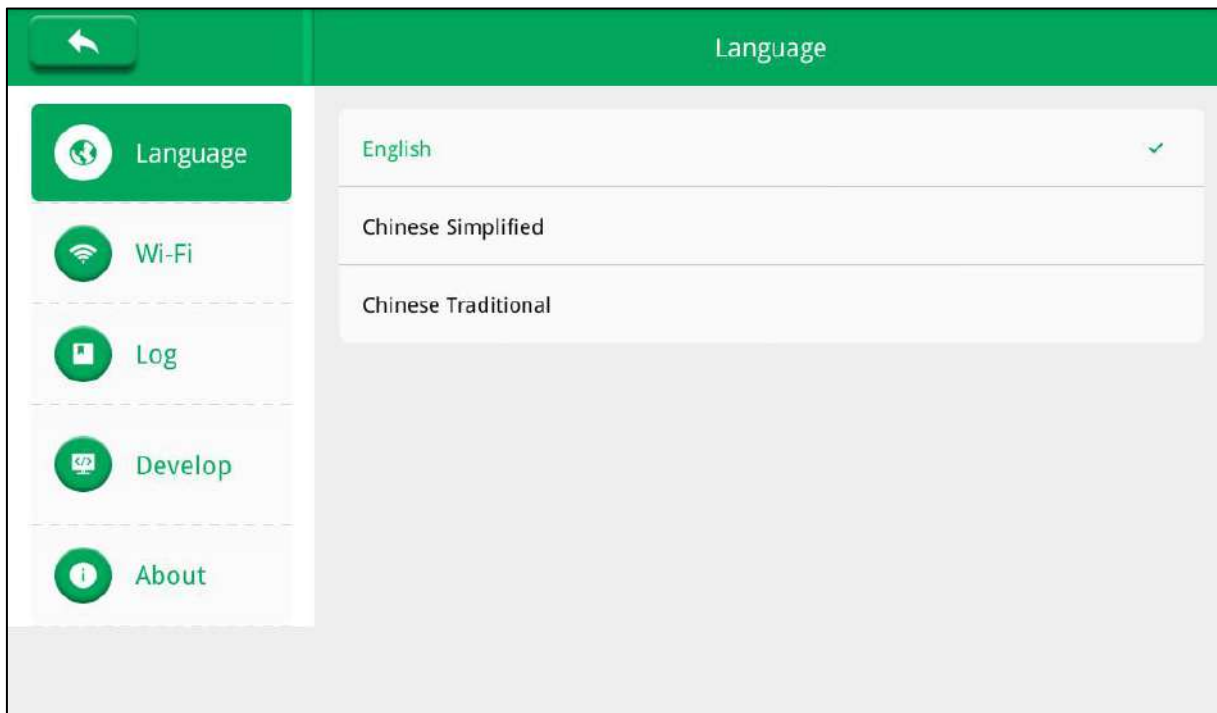 Language
Language
Wi-Fi
Log
Develop
About
English
Chinese Simplified
Chinese Traditional